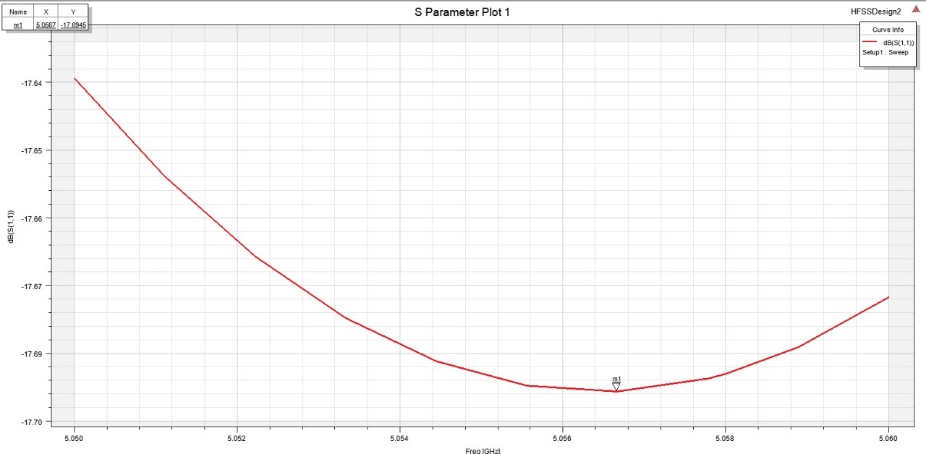 S Parameter Plot 1
HFSSDesign2
Name X Y
m1 5.0567 -17.6945
Curve Info
dB(S(1,1))
Setup1 : Sweep
-17.64
-17.65
-17.66
-17.67
-17.69
-17.70
dB(S(1,1))
m1
5.050 5.052 5.054 5.056 5.058 5.060
Freq [GHz]